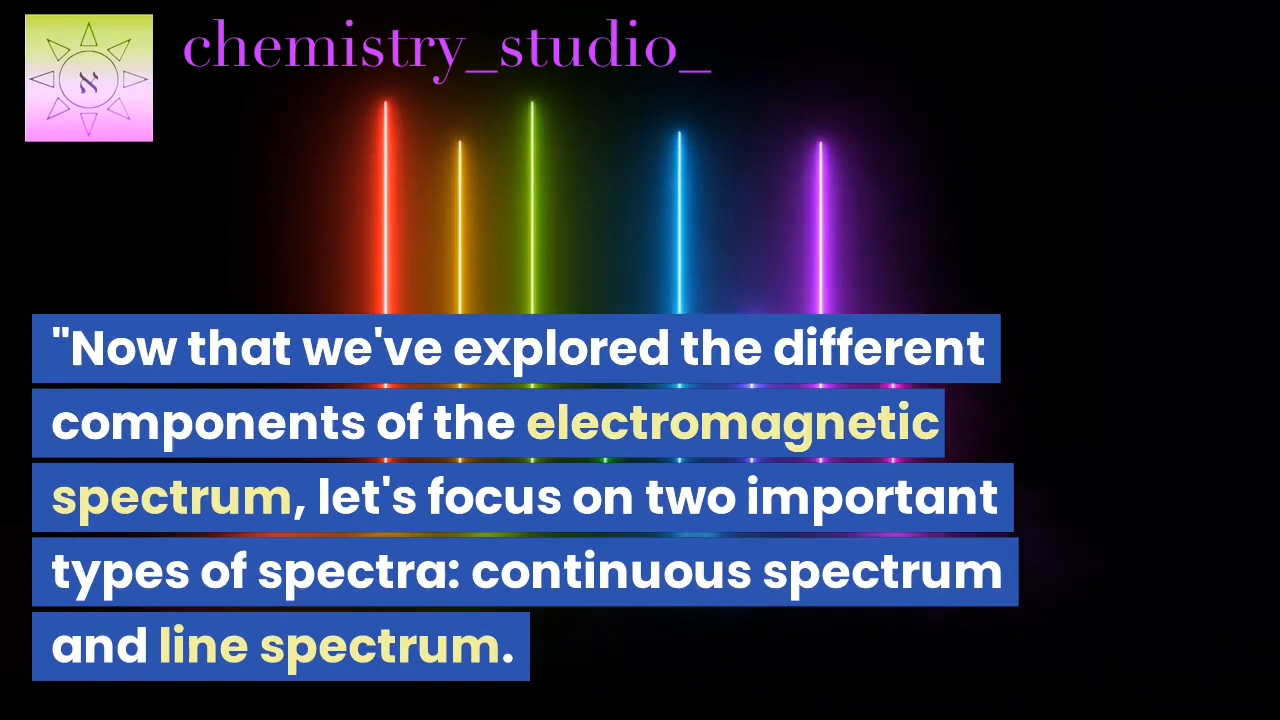 chemistry_studio_
א
"Now that we've explored the different
components of the electromagnetic
spectrum, let's focus on two important
types of spectra: continuous spectrum
and line spectrum.